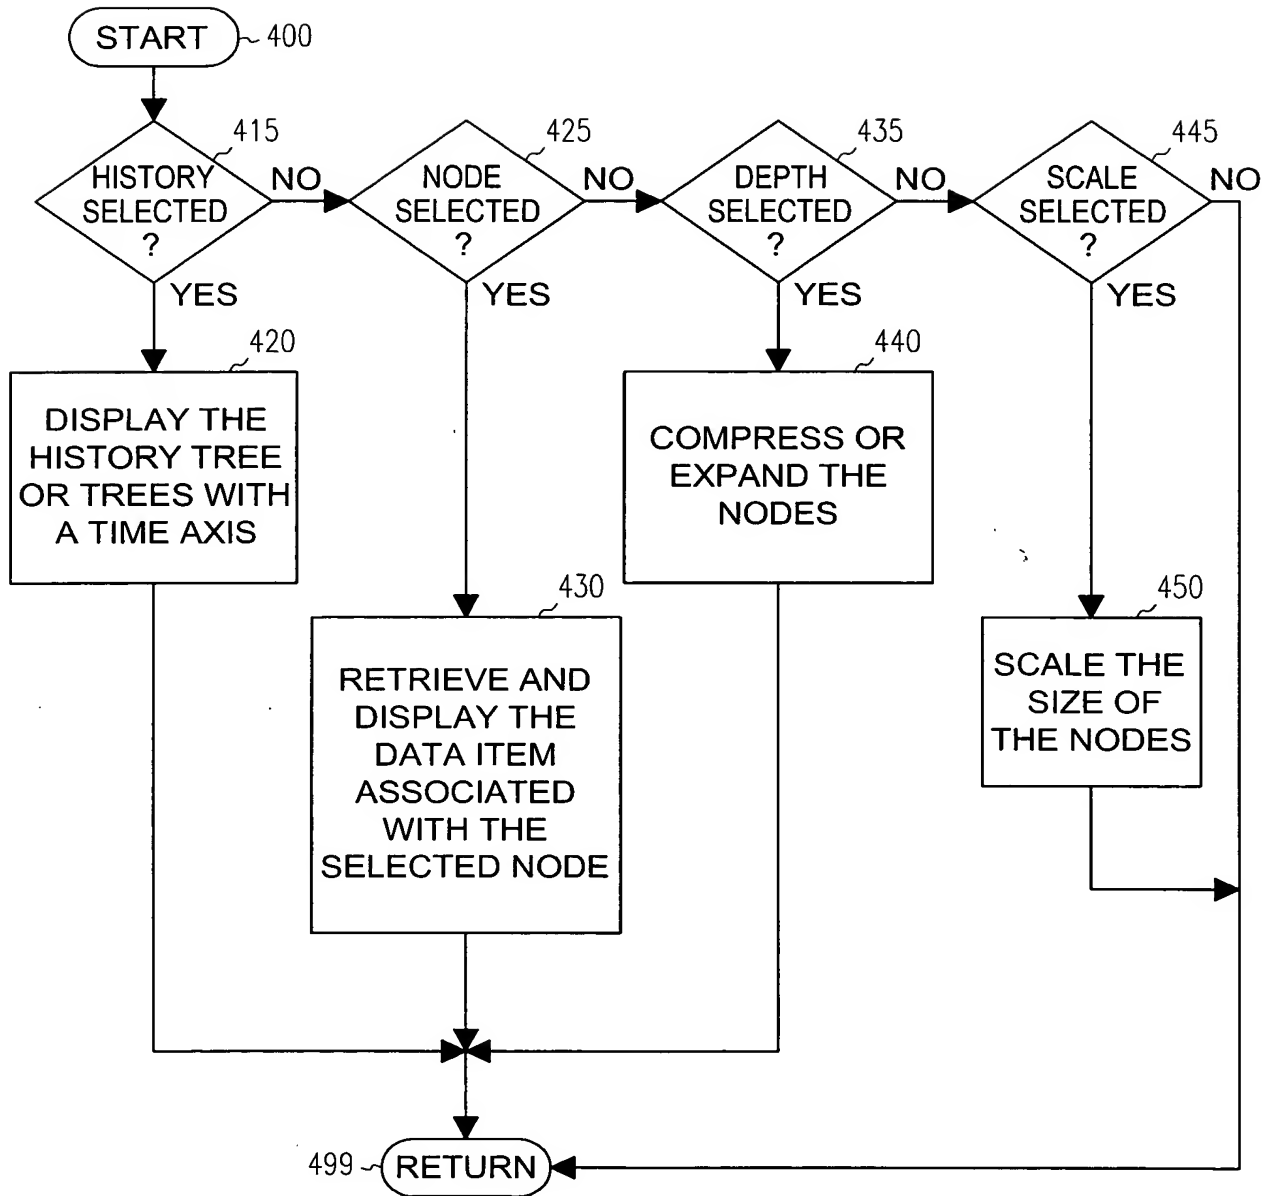 START
400
415
HISTORY
SELECTED
?
NO
YES
425
NODE
SELECTED
?
NO
YES
435
DEPTH
SELECTED
?
NO
YES
445
SCALE
SELECTED
?
NO
YES
420
DISPLAY THE
HISTORY TREE
OR TREES WITH
A TIME AXIS
440
COMPRESS OR
EXPAND THE
NODES
430
RETRIEVE AND
DISPLAY THE
DATA ITEM
ASSOCIATED
WITH THE
SELECTED NODE
450
SCALE THE
SIZE OF
THE NODES
499
RETURN